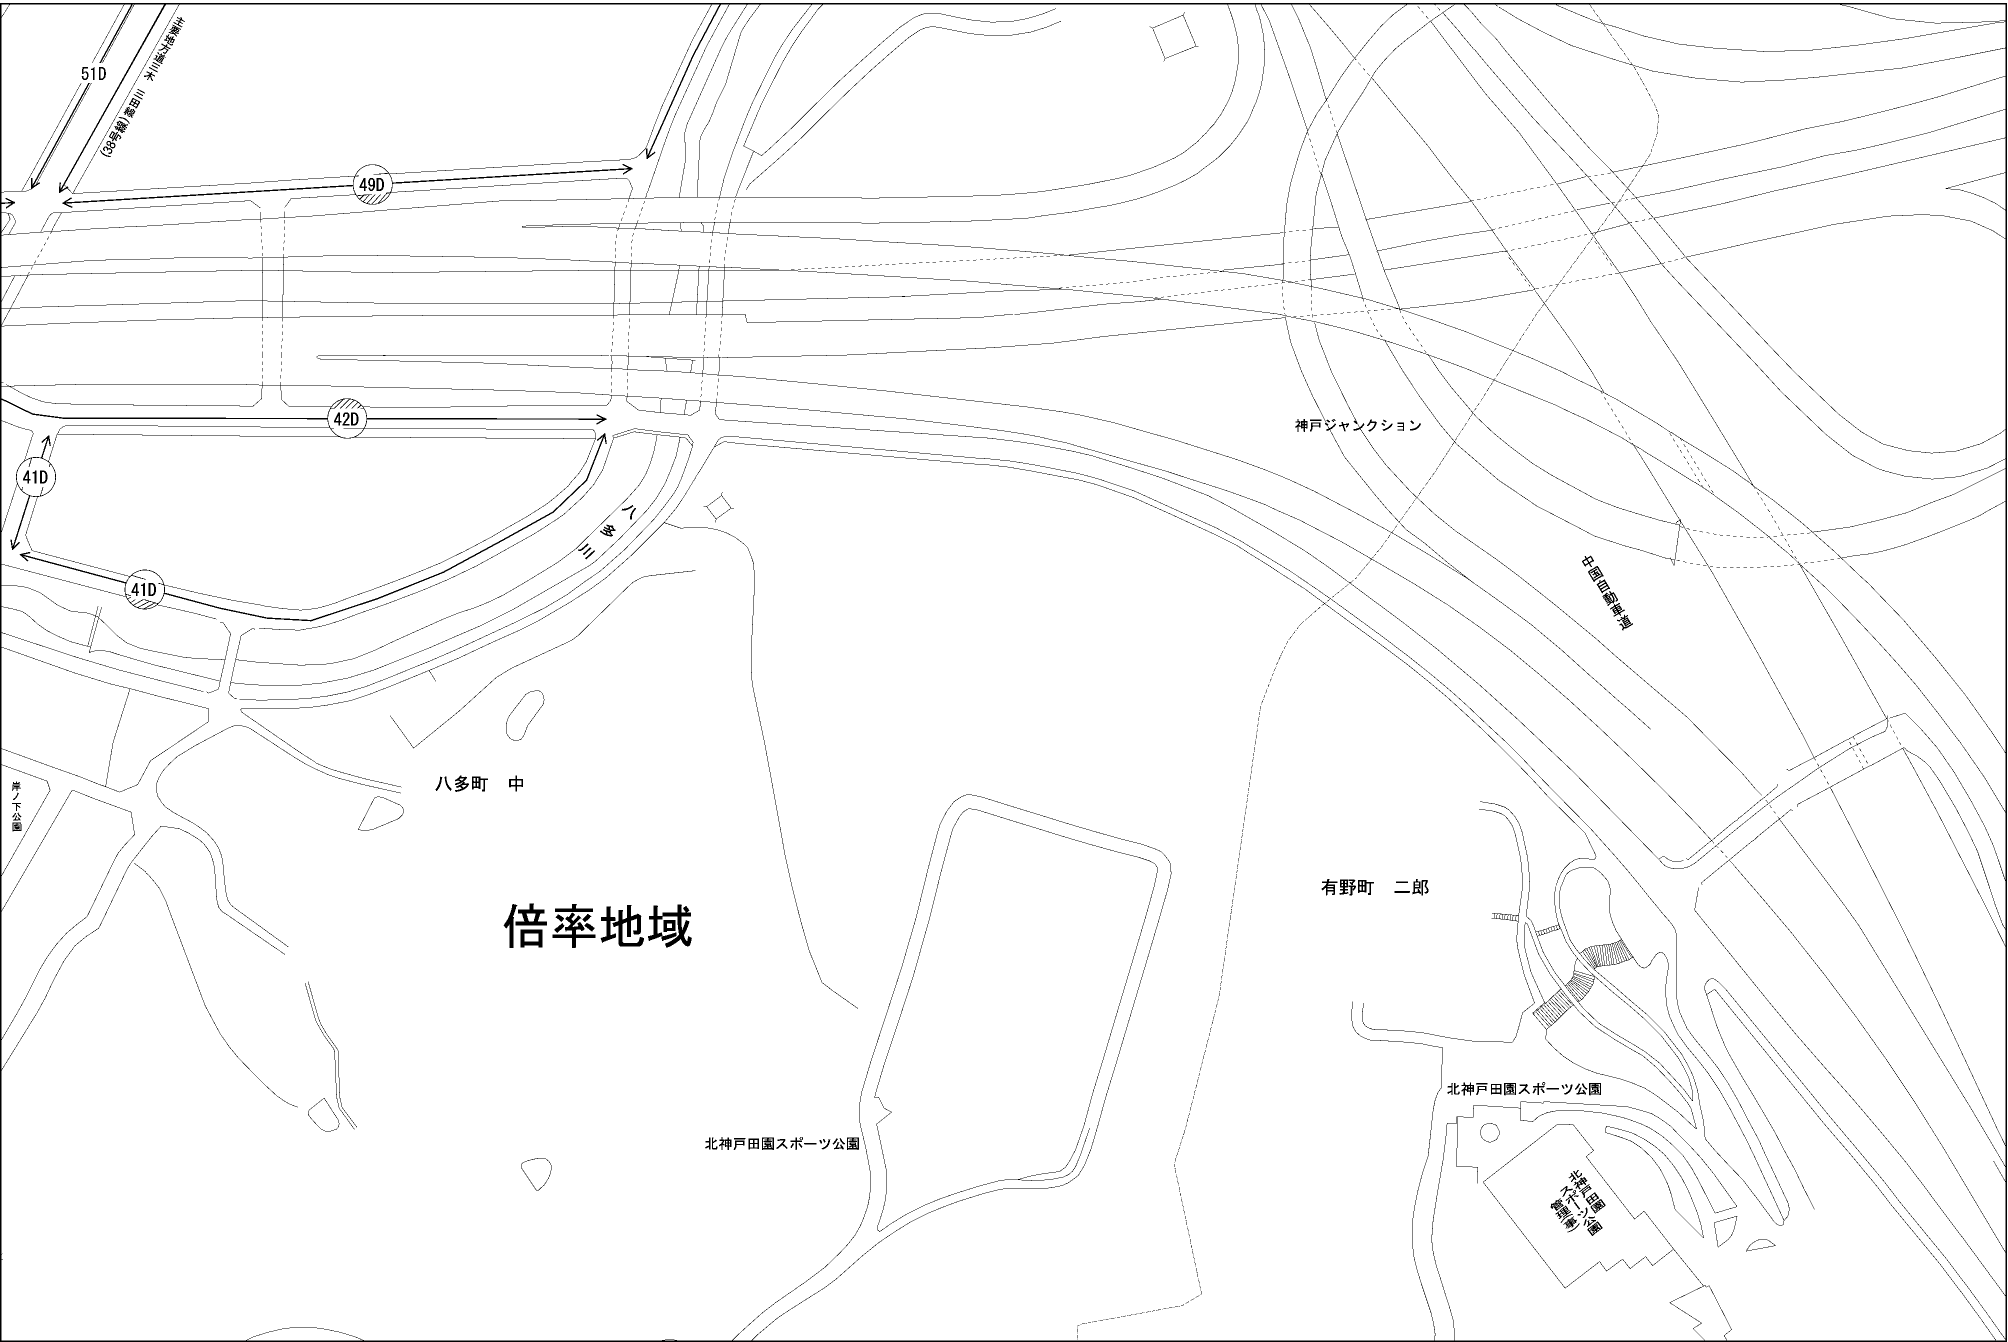 51D
主要地方道三木　三田線
(38号線)
49D
42D
神戸ジャンクション
41D
八多川
中国自動車道
41D
八多町　中
岸ノ下公園
有野町　二郎
倍率地域
北神戸田園スポーツ公園
北神戸田園スポーツ公園
北神戸田園
スポーツ公園
管理(事)